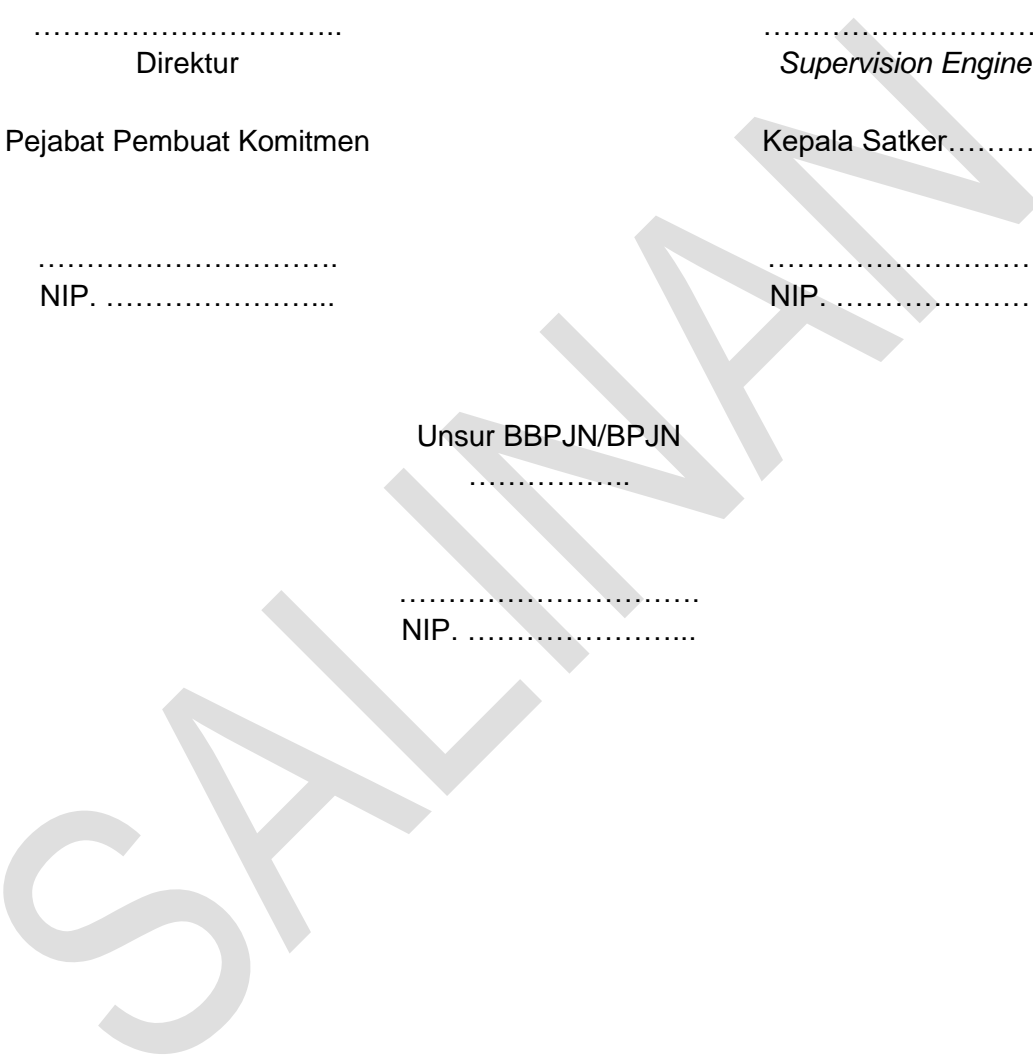 ………………………….. ……………………….
Direktur Supervision Engine
Pejabat Pembuat Komitmen Kepala Satker………
…………………………. ………………………
NIP. …………………... NIP. …………………
Unsur BBPJN/BPJN
……………..
………………………….
NIP. …………………...
SALINAN